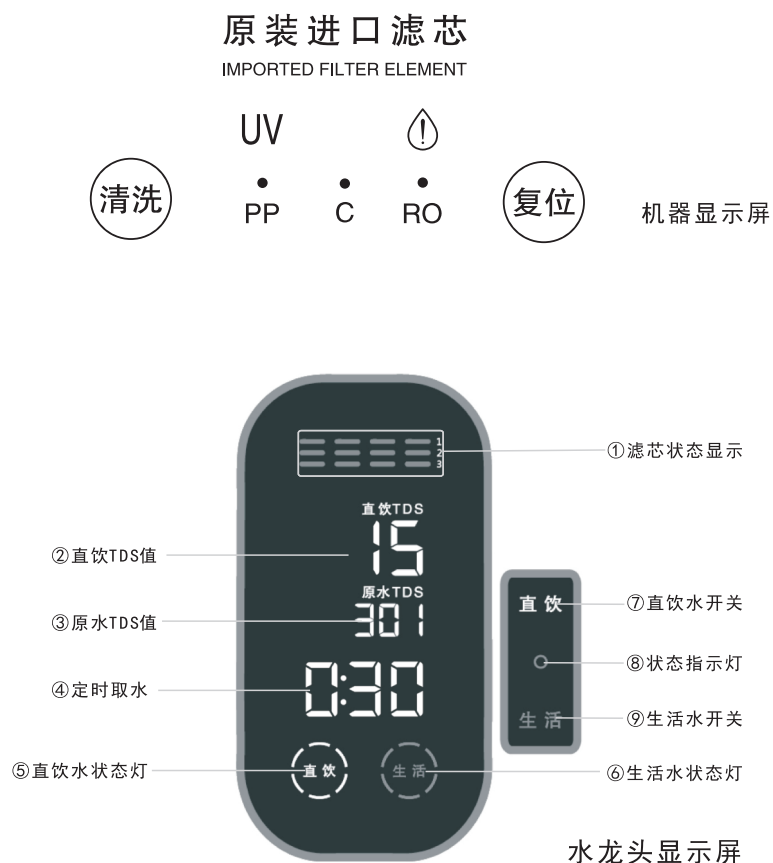 原装进口滤芯
IMPORTED FILTER ELEMENT
UV
清洗
PP
C
RO
复位
机器显示屏
1
2
3
①滤芯状态显示
直饮TDS
15
②直饮TDS值
原水TDS
301
③原水TDS值
0:30
④定时取水
直饮
生活
⑤直饮水状态灯
⑥生活水状态灯
直饮
⑦直饮水开关
⑧状态指示灯
生活
⑨生活水开关
水龙头显示屏